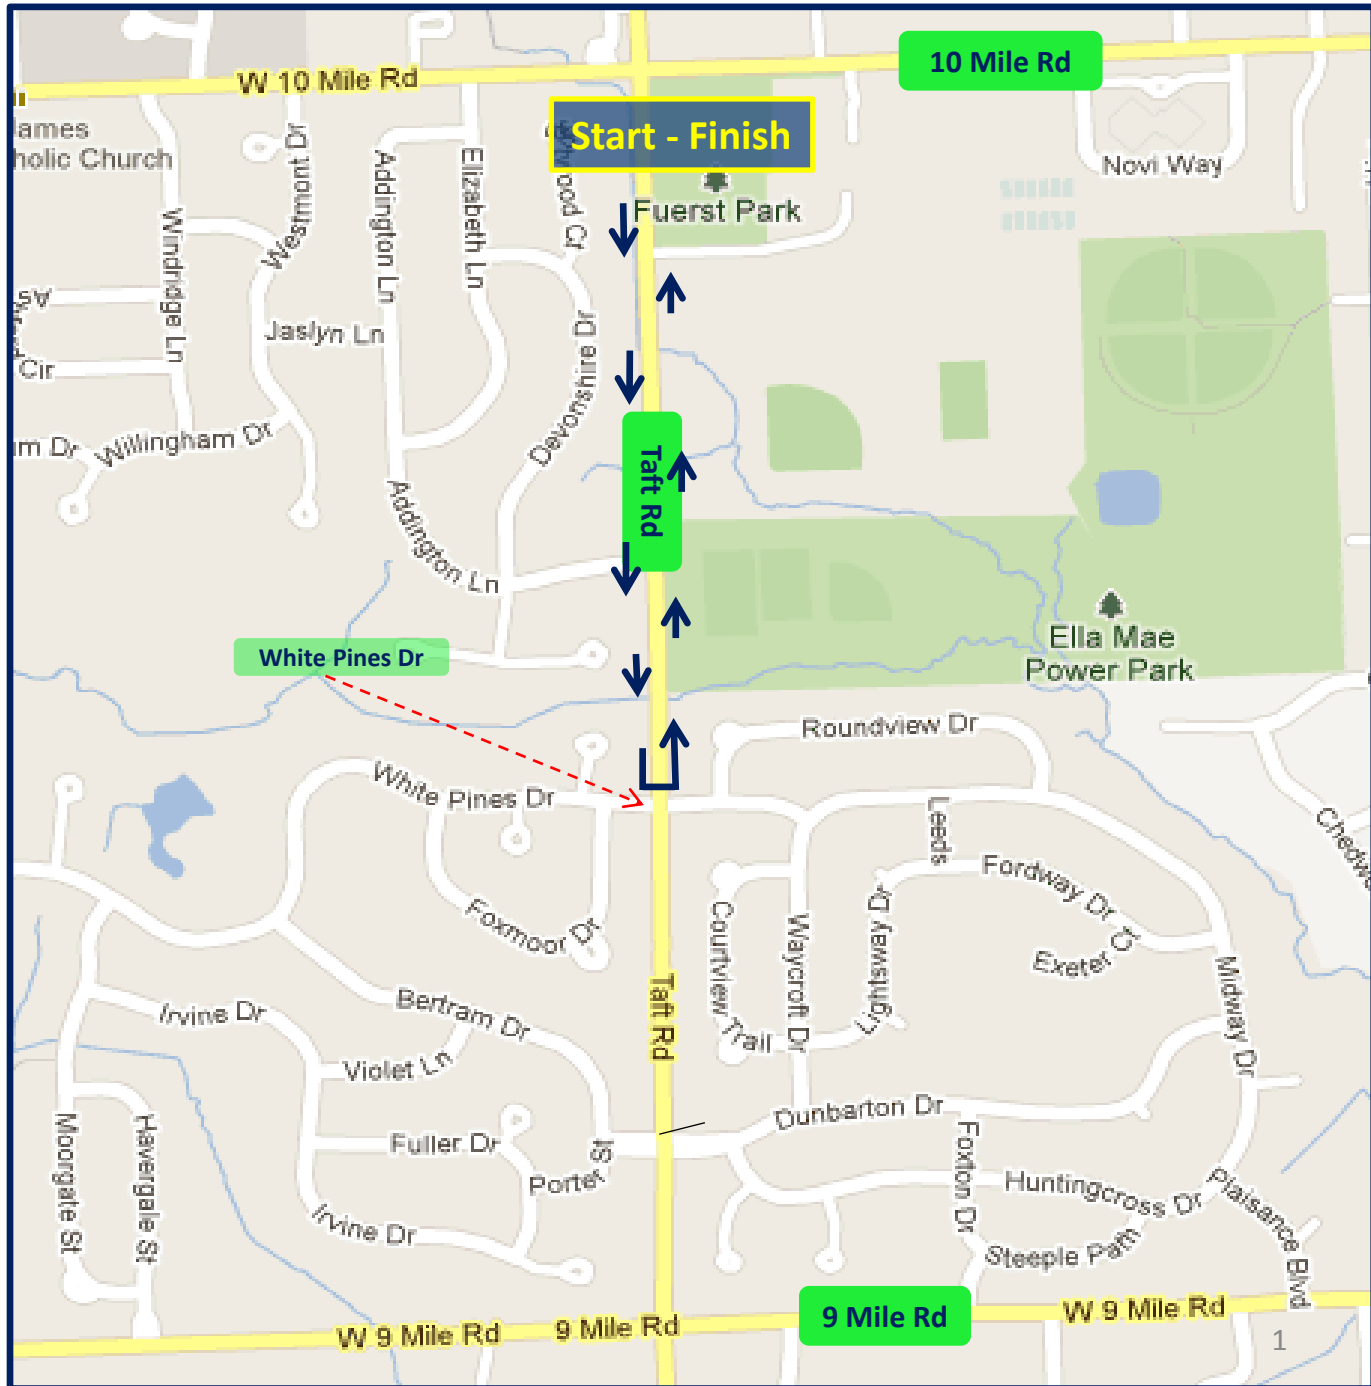 W 10 Mile Rd
10 Mile Rd
Start - Finish
James
holic Church
Novi Way
Fuerst Park
Westmont Dr
Addington Ln
Elizabeth Ln
Windridge Ln
Jaslyn Ln
Cir
Devonshire Dr
um Dr
Willingham Dr
Taft Rd
Addington Ln
Ella Mae
Power Park
White Pines Dr
Roundview Dr
White Pines Dr
Leeds
Chedw
Fordway Dr
Foxmoor Dr
Courtview Trail
Waycroft Dr
Lightsway Dr
Exeter Ct
Midway Dr
Irvine Dr
Bertram Dr
Taft Rd
Violet Ln
Dunbarton Dr
Moorgate St
Havergale St
Fuller Dr
Porter St
Foxton Dr
Huntingcross Dr
Plaisance Blvd
Irvine Dr
Steeple Path
9 Mile Rd
W 9 Mile Rd
9 Mile Rd
W 9 Mile Rd
1